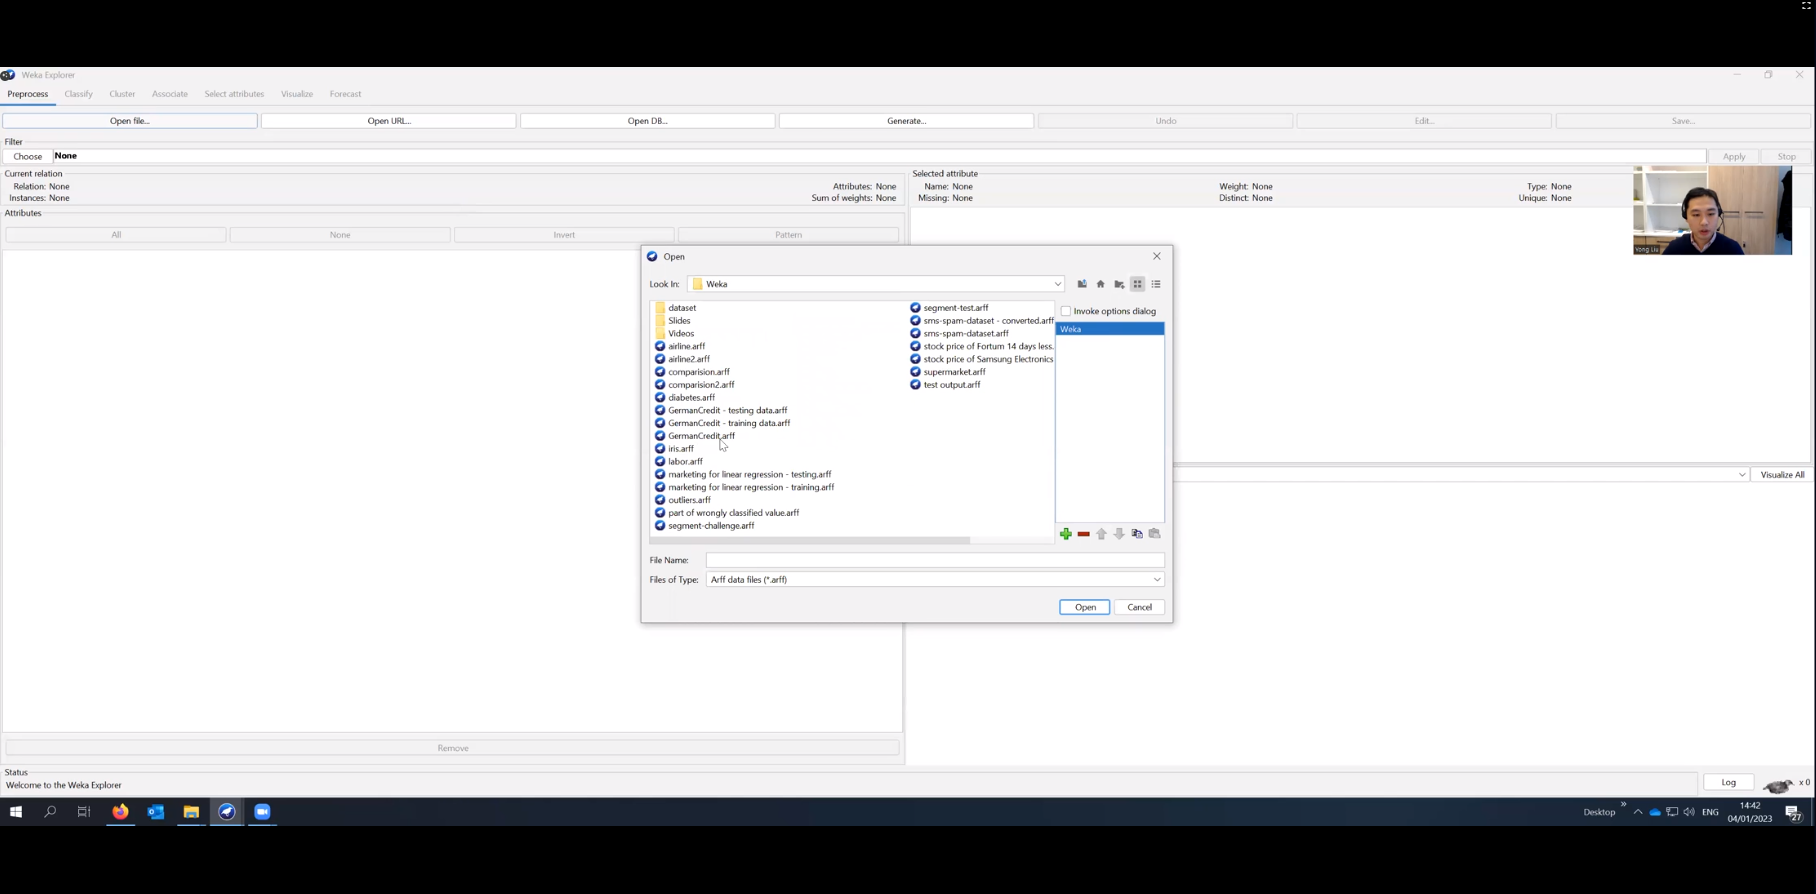 Weka Explorer
Preprocess Classify Cluster Associate Select attributes Visualize Forecast
Open file... Open URL... Open DB... Generate... Undo Edit... Save...
Filter
Choose None Apply Stop
Current relation
Relation: None Attributes: None
Instances: None Sum of weights: None
Selected attribute
Name: None Weight: None Type: None
Missing: None Distinct: None Unique: None
Yong Liu
Attributes
All None Invert Pattern
Open
Look In: Weka
dataset
Slides
Videos
airline.arff
airline2.arff
comparision.arff
comparision2.arff
diabetes.arff
GermanCredit - testing data.arff
GermanCredit - training data.arff
GermanCredit.arff
iris.arff
labor.arff
marketing for linear regression - testing.arff
marketing for linear regression - training.arff
outliers.arff
part of wrongly classified value.arff
segment-challenge.arff
segment-test.arff
sms-spam-dataset - converted.arff
sms-spam-dataset.arff
stock price of Fortum 14 days less.
stock price of Samsung Electronics
supermarket.arff
test output.arff
Invoke options dialog
Weka
File Name:
Files of Type: Arff data files (*.arff)
Open Cancel
Visualize All
Remove
Status
Welcome to the Weka Explorer
Log x 0
Desktop ENG 14:42
04/01/2023 27